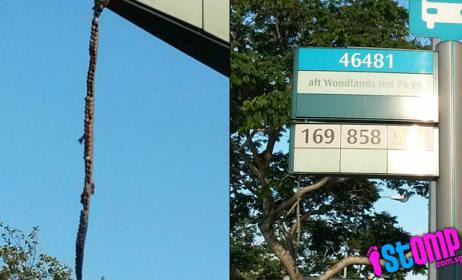 46481
aft Woodlands Ind Pk E6
169 858
STOMP
.com.sg